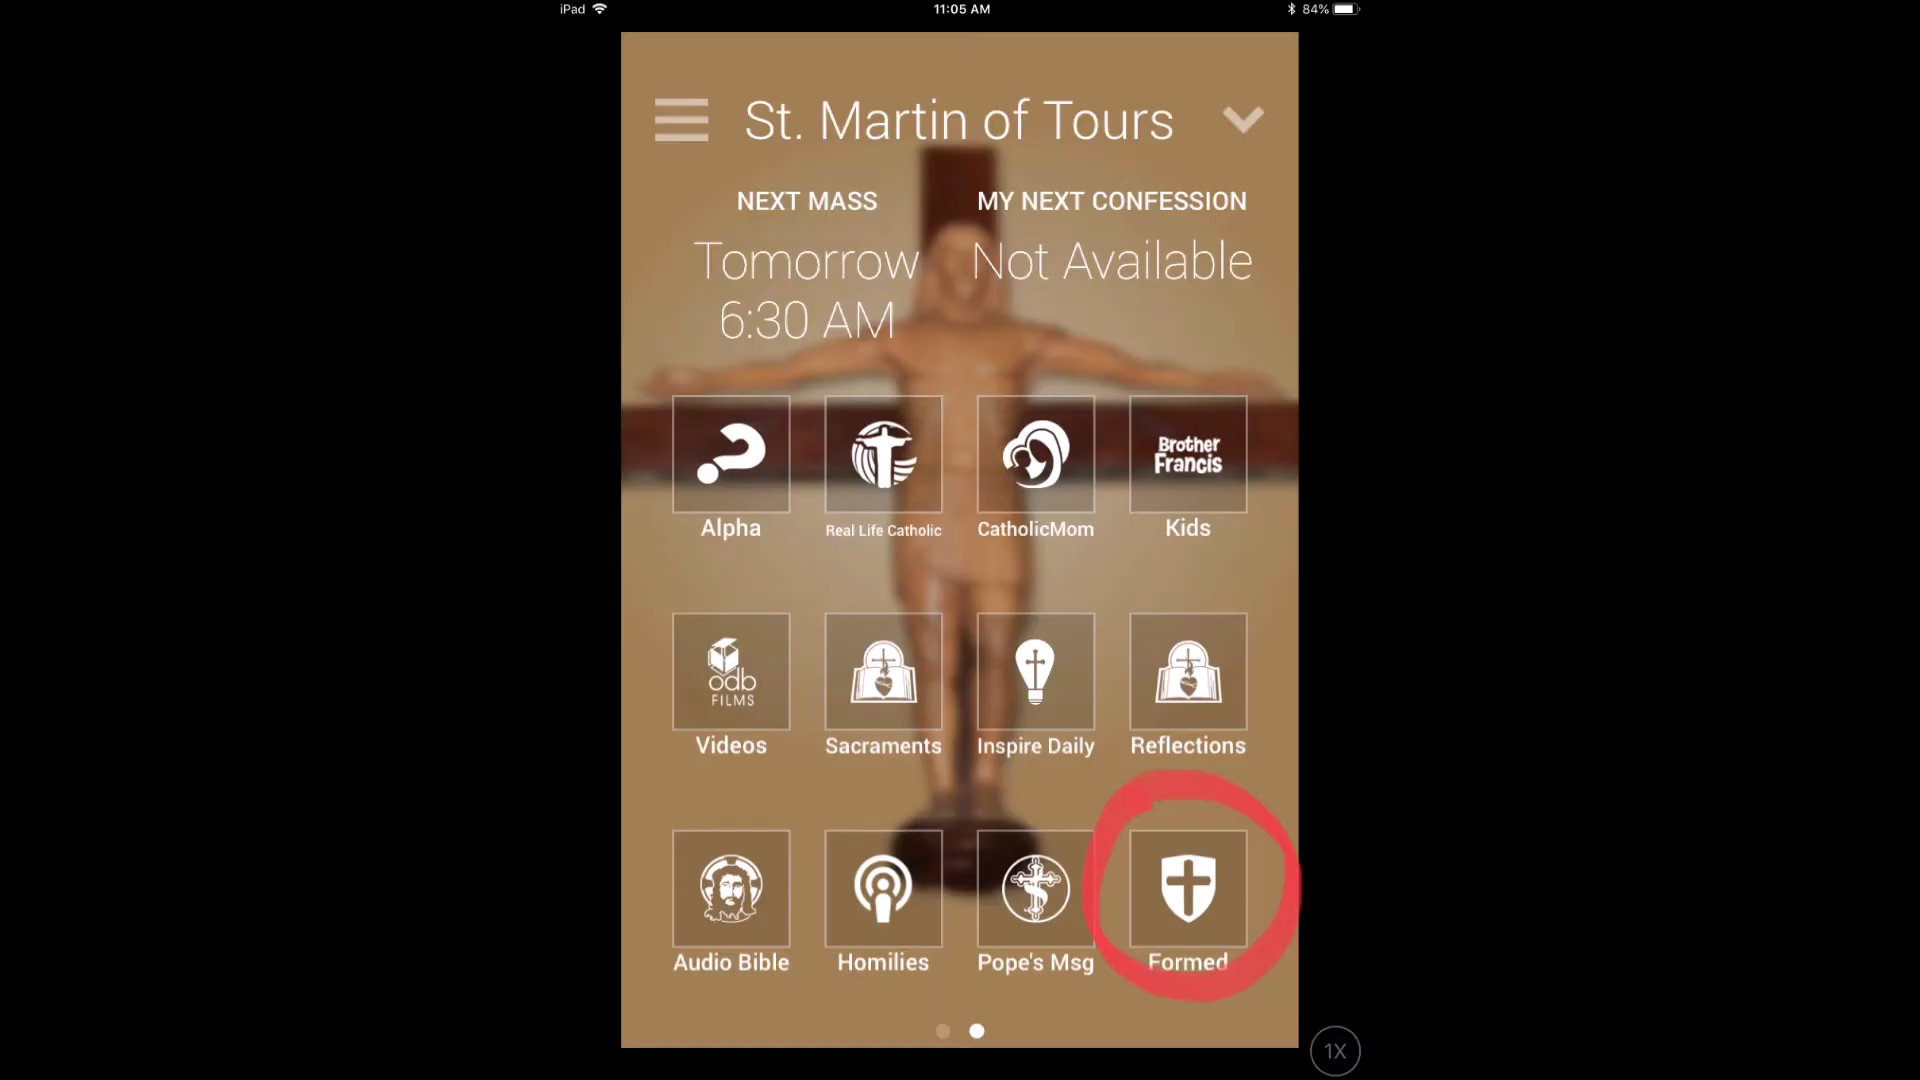 iPad
11:05 AM
84%
St. Martin of Tours
NEXT MASS
Tomorrow
6:30 AM
MY NEXT CONFESSION
Not Available
Brother
Francis
Alpha
Real Life Catholic
CatholicMom
Kids
odb
FILMS
Videos
Sacraments
Inspire Daily
Reflections
Audio Bible
Homilies
Pope's Msg
Formed
1X